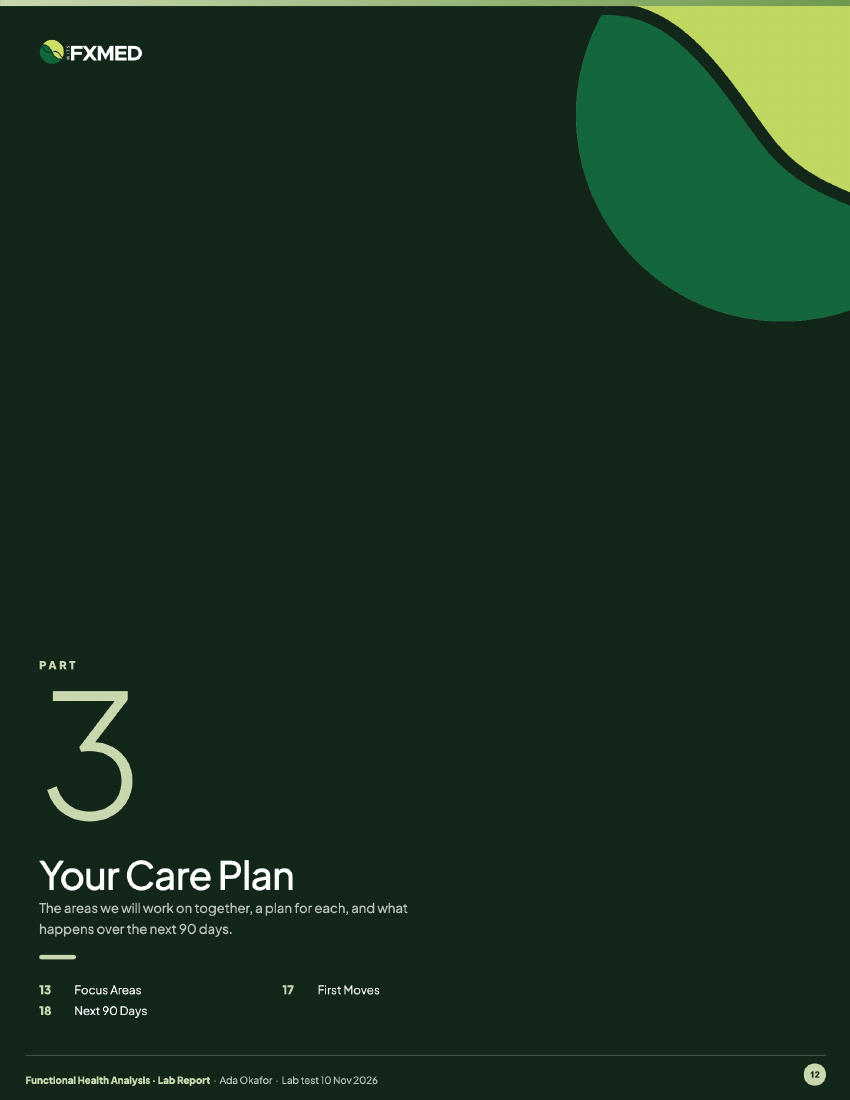 FXMED
PART
3
Your Care Plan
The areas we will work on together, a plan for each, and what
happens over the next 90 days.
13 Focus Areas
17 First Moves
18 Next 90 Days
Functional Health Analysis · Lab Report · Ada Okafor · Lab test 10 Nov 2026
12